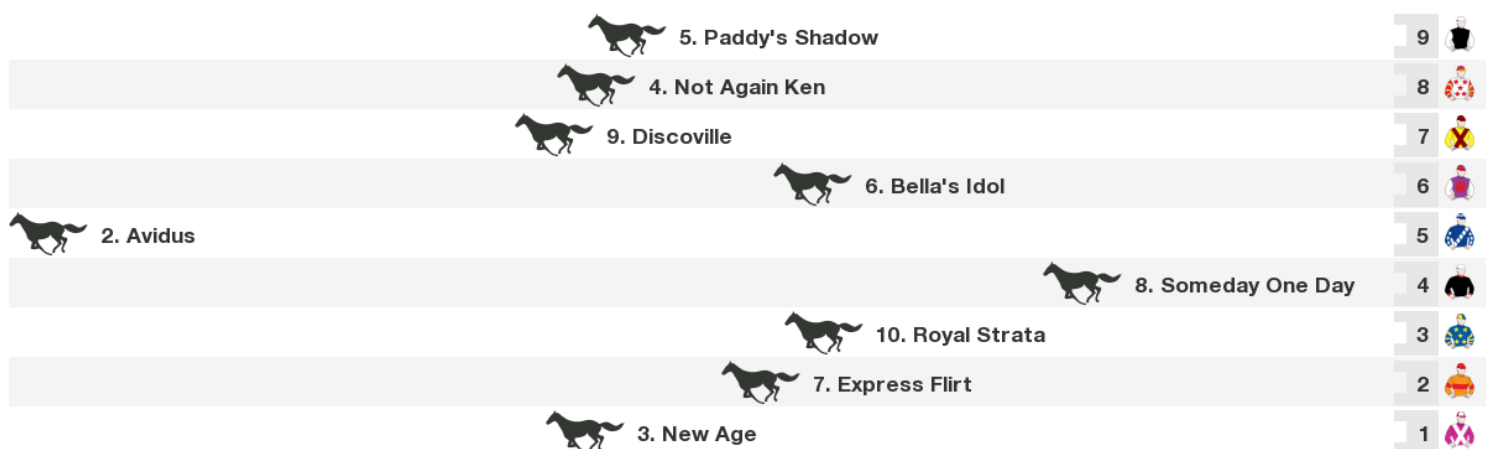 5. Paddy's Shadow 9
4. Not Again Ken 8
9. Discoville 7
6. Bella's Idol 6
2. Avidus 5
8. Someday One Day 4
10. Royal Strata 3
7. Express Flirt 2
3. New Age 1